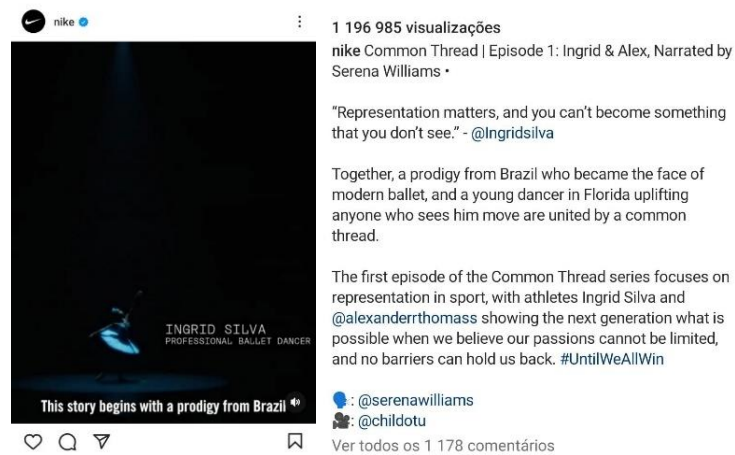 nike
INGRID SILVA
PROFESSIONAL BALLET DANCER
This story begins with a prodigy from Brazil
1 196 985 visualizações
nike Common Thread | Episode 1: Ingrid & Alex, Narrated by
Serena Williams •
“Representation matters, and you can’t become something
that you don’t see.” - @Ingridsilva
Together, a prodigy from Brazil who became the face of
modern ballet, and a young dancer in Florida uplifting
anyone who sees him move are united by a common
thread.
The first episode of the Common Thread series focuses on
representation in sport, with athletes Ingrid Silva and
@alexanderrthomass showing the next generation what is
possible when we believe our passions cannot be limited,
and no barriers can hold us back. #UntilWeAllWin
🗣: @serenawilliams
🎥: @childotu
Ver todos os 1 178 comentários